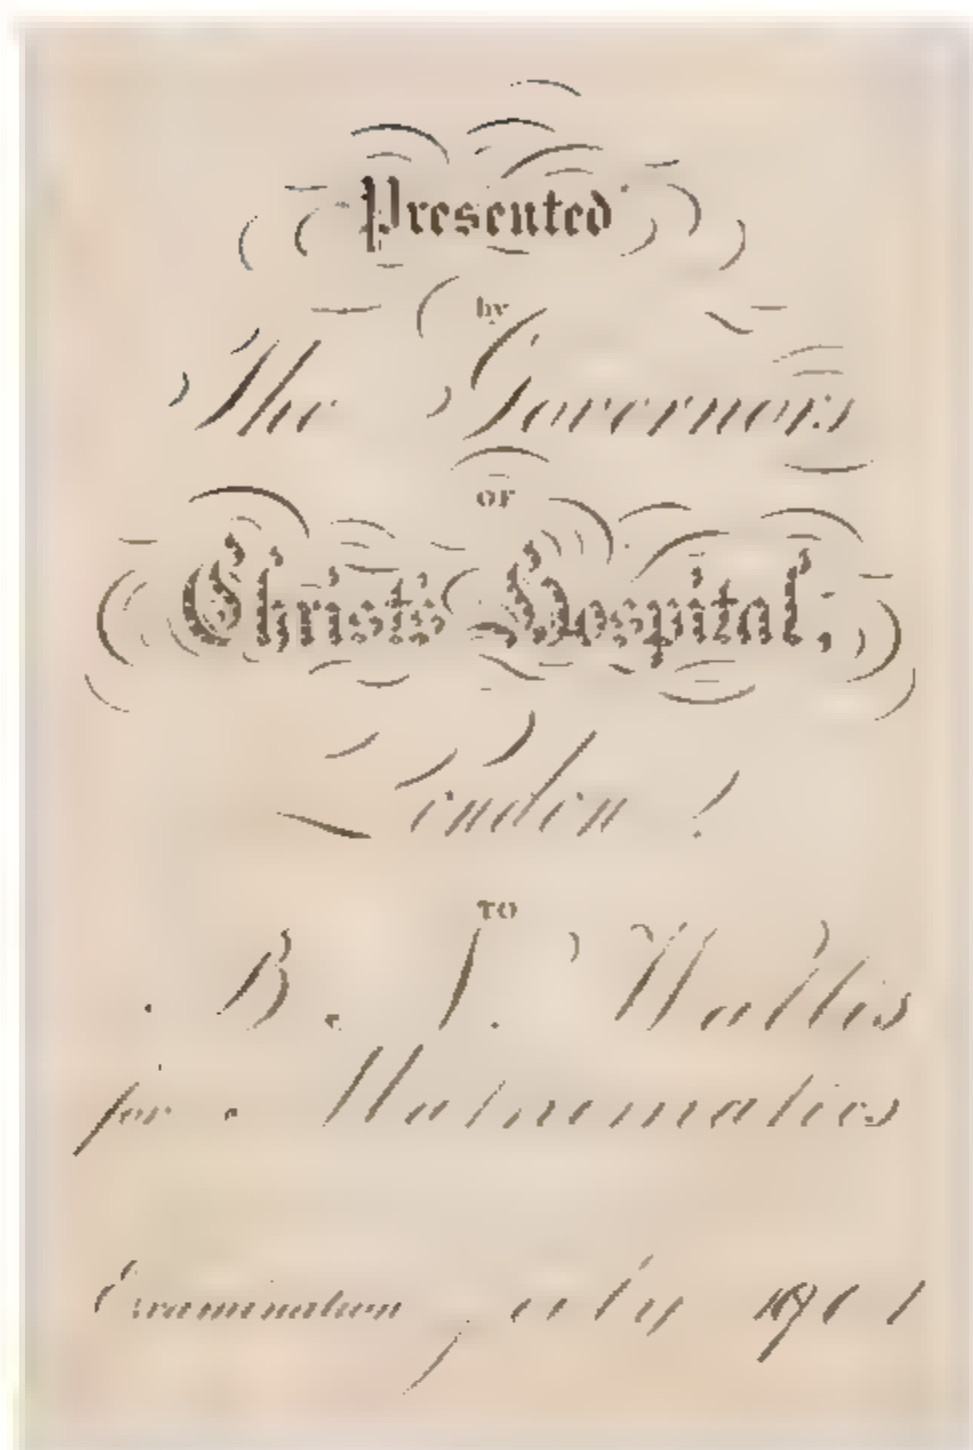 Presented
by
The Governors
OF
Christ's Hospital,
London!
TO
B. Wallis
for Mathematics
Examination July 1901